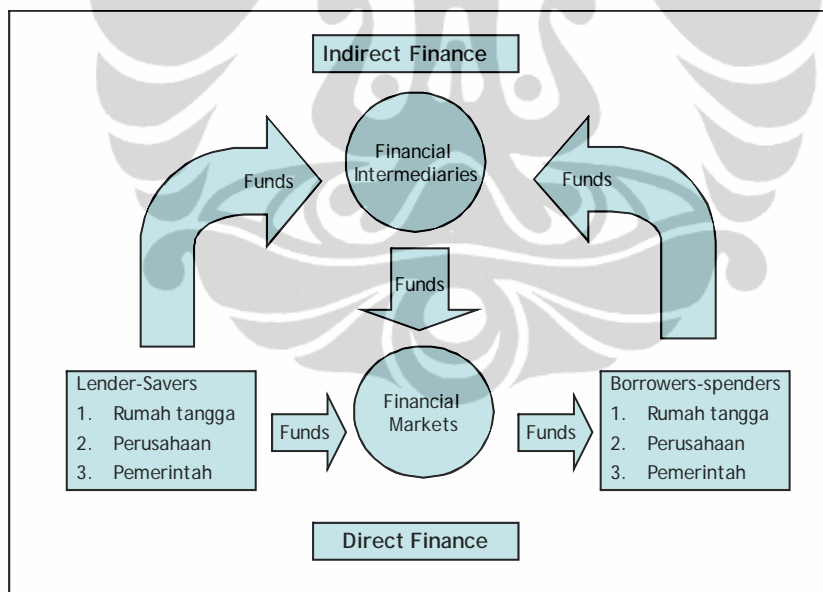 Indirect Finance
Financial
Intermediaries
Funds
Funds
Funds
Lender-Savers
1. Rumah tangga
2. Perusahaan
3. Pemerintah
Funds
Financial
Markets
Funds
Borrowers-spenders
1. Rumah tangga
2. Perusahaan
3. Pemerintah
Direct Finance